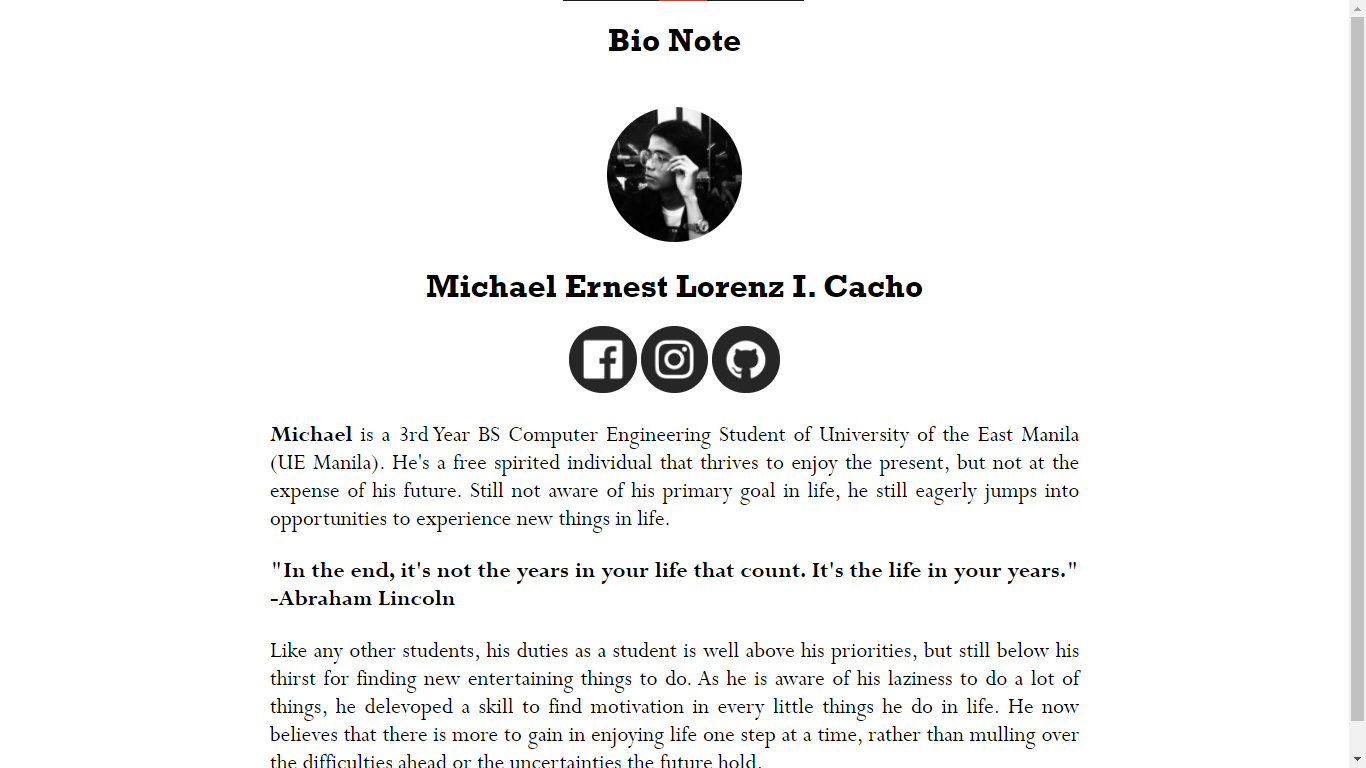 Bio Note
Michael Ernest Lorenz I. Cacho
Michael is a 3rd Year BS Computer Engineering Student of University of the East Manila
(UE Manila). He's a free spirited individual that thrives to enjoy the present, but not at the
expense of his future. Still not aware of his primary goal in life, he still eagerly jumps into
opportunities to experience new things in life.
"In the end, it's not the years in your life that count. It's the life in your years."
-Abraham Lincoln
Like any other students, his duties as a student is well above his priorities, but still below his
thirst for finding new entertaining things to do. As he is aware of his laziness to do a lot of
things, he delevoped a skill to find motivation in every little things he do in life. He now
believes that there is more to gain in enjoying life one step at a time, rather than mulling over
the difficulties ahead or the uncertainties the future hold.